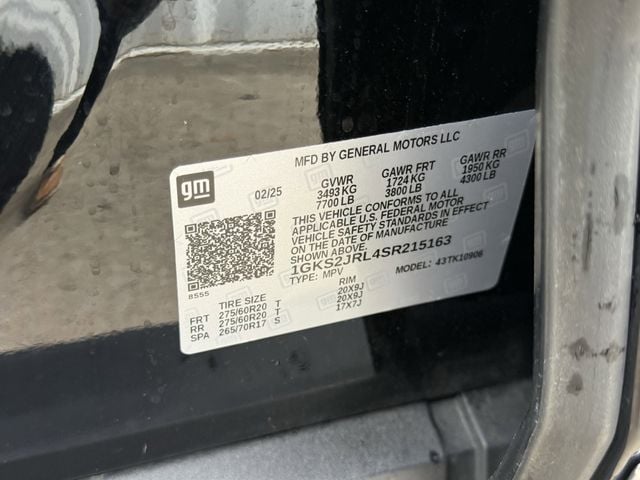 MFD BY GENERAL MOTORS LLC
gm
02/25
GVWR GAWR FRT GAWR RR
3493 KG 1724 KG 1950 KG
7700 LB 3800 LB 4300 LB
THIS VEHICLE CONFORMS TO ALL
APPLICABLE U.S. FEDERAL MOTOR
VEHICLE SAFETY STANDARDS IN EFFECT
ON THE DATE OF MANUFACTURE
SHOWN ABOVE.
1GKS2JRL4SR215163
TYPE: MPV MODEL: 43TK10906
8555
TIRE SIZE RIM
FRT 275/60R20 T 20X9J
RR 275/60R20 T 20X9J
SPA 265/70R17 S 17X7J